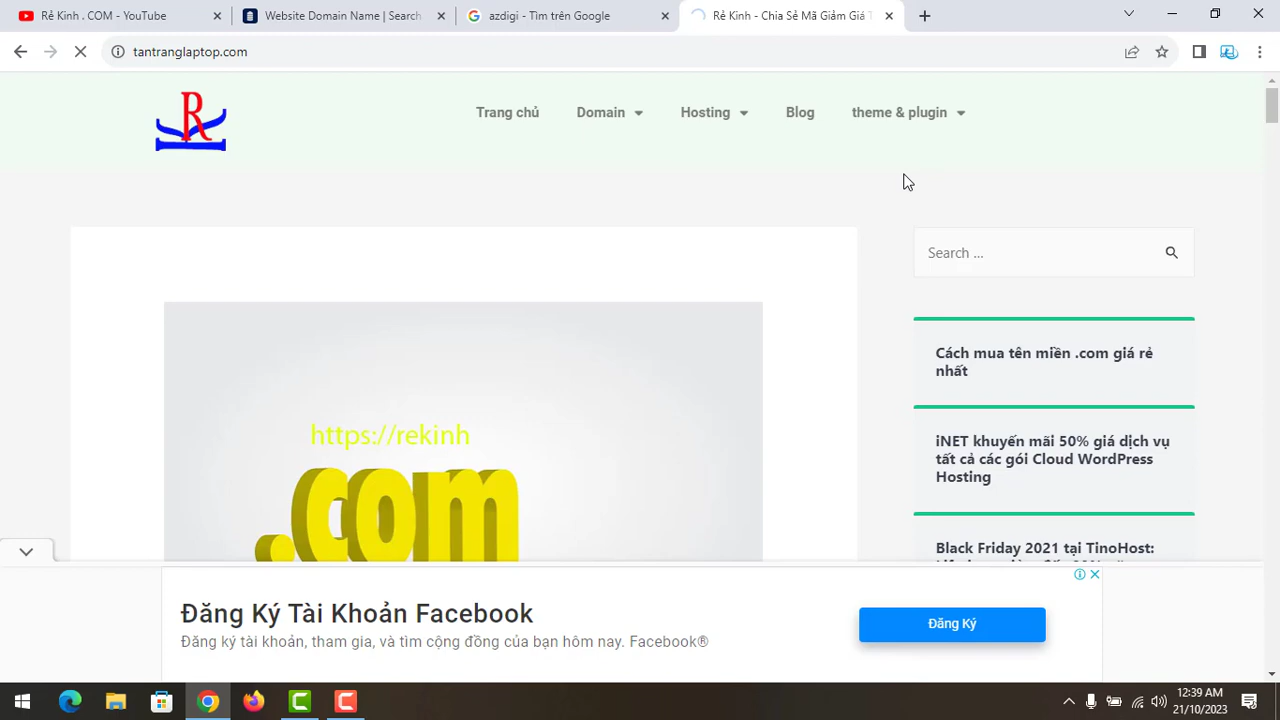 Rẻ Kinh . COM - YouTube
Website Domain Name | Search
azdigi - Tìm trên Google
Rẻ Kinh - Chia Sẻ Mã Giảm Giá T
tantranglaptop.com
R
Trang chủ
Domain
Hosting
Blog
theme & plugin
Search ...
https://rekinh
.com
Cách mua tên miền .com giá rẻ
nhất
iNET khuyến mãi 50% giá dịch vụ
tất cả các gói Cloud WordPress
Hosting
Black Friday 2021 tại TinoHost:
Đăng Ký Tài Khoản Facebook
Đăng ký tài khoản, tham gia, và tìm cộng đồng của bạn hôm nay. Facebook®
Đăng Ký
12:39 AM
21/10/2023